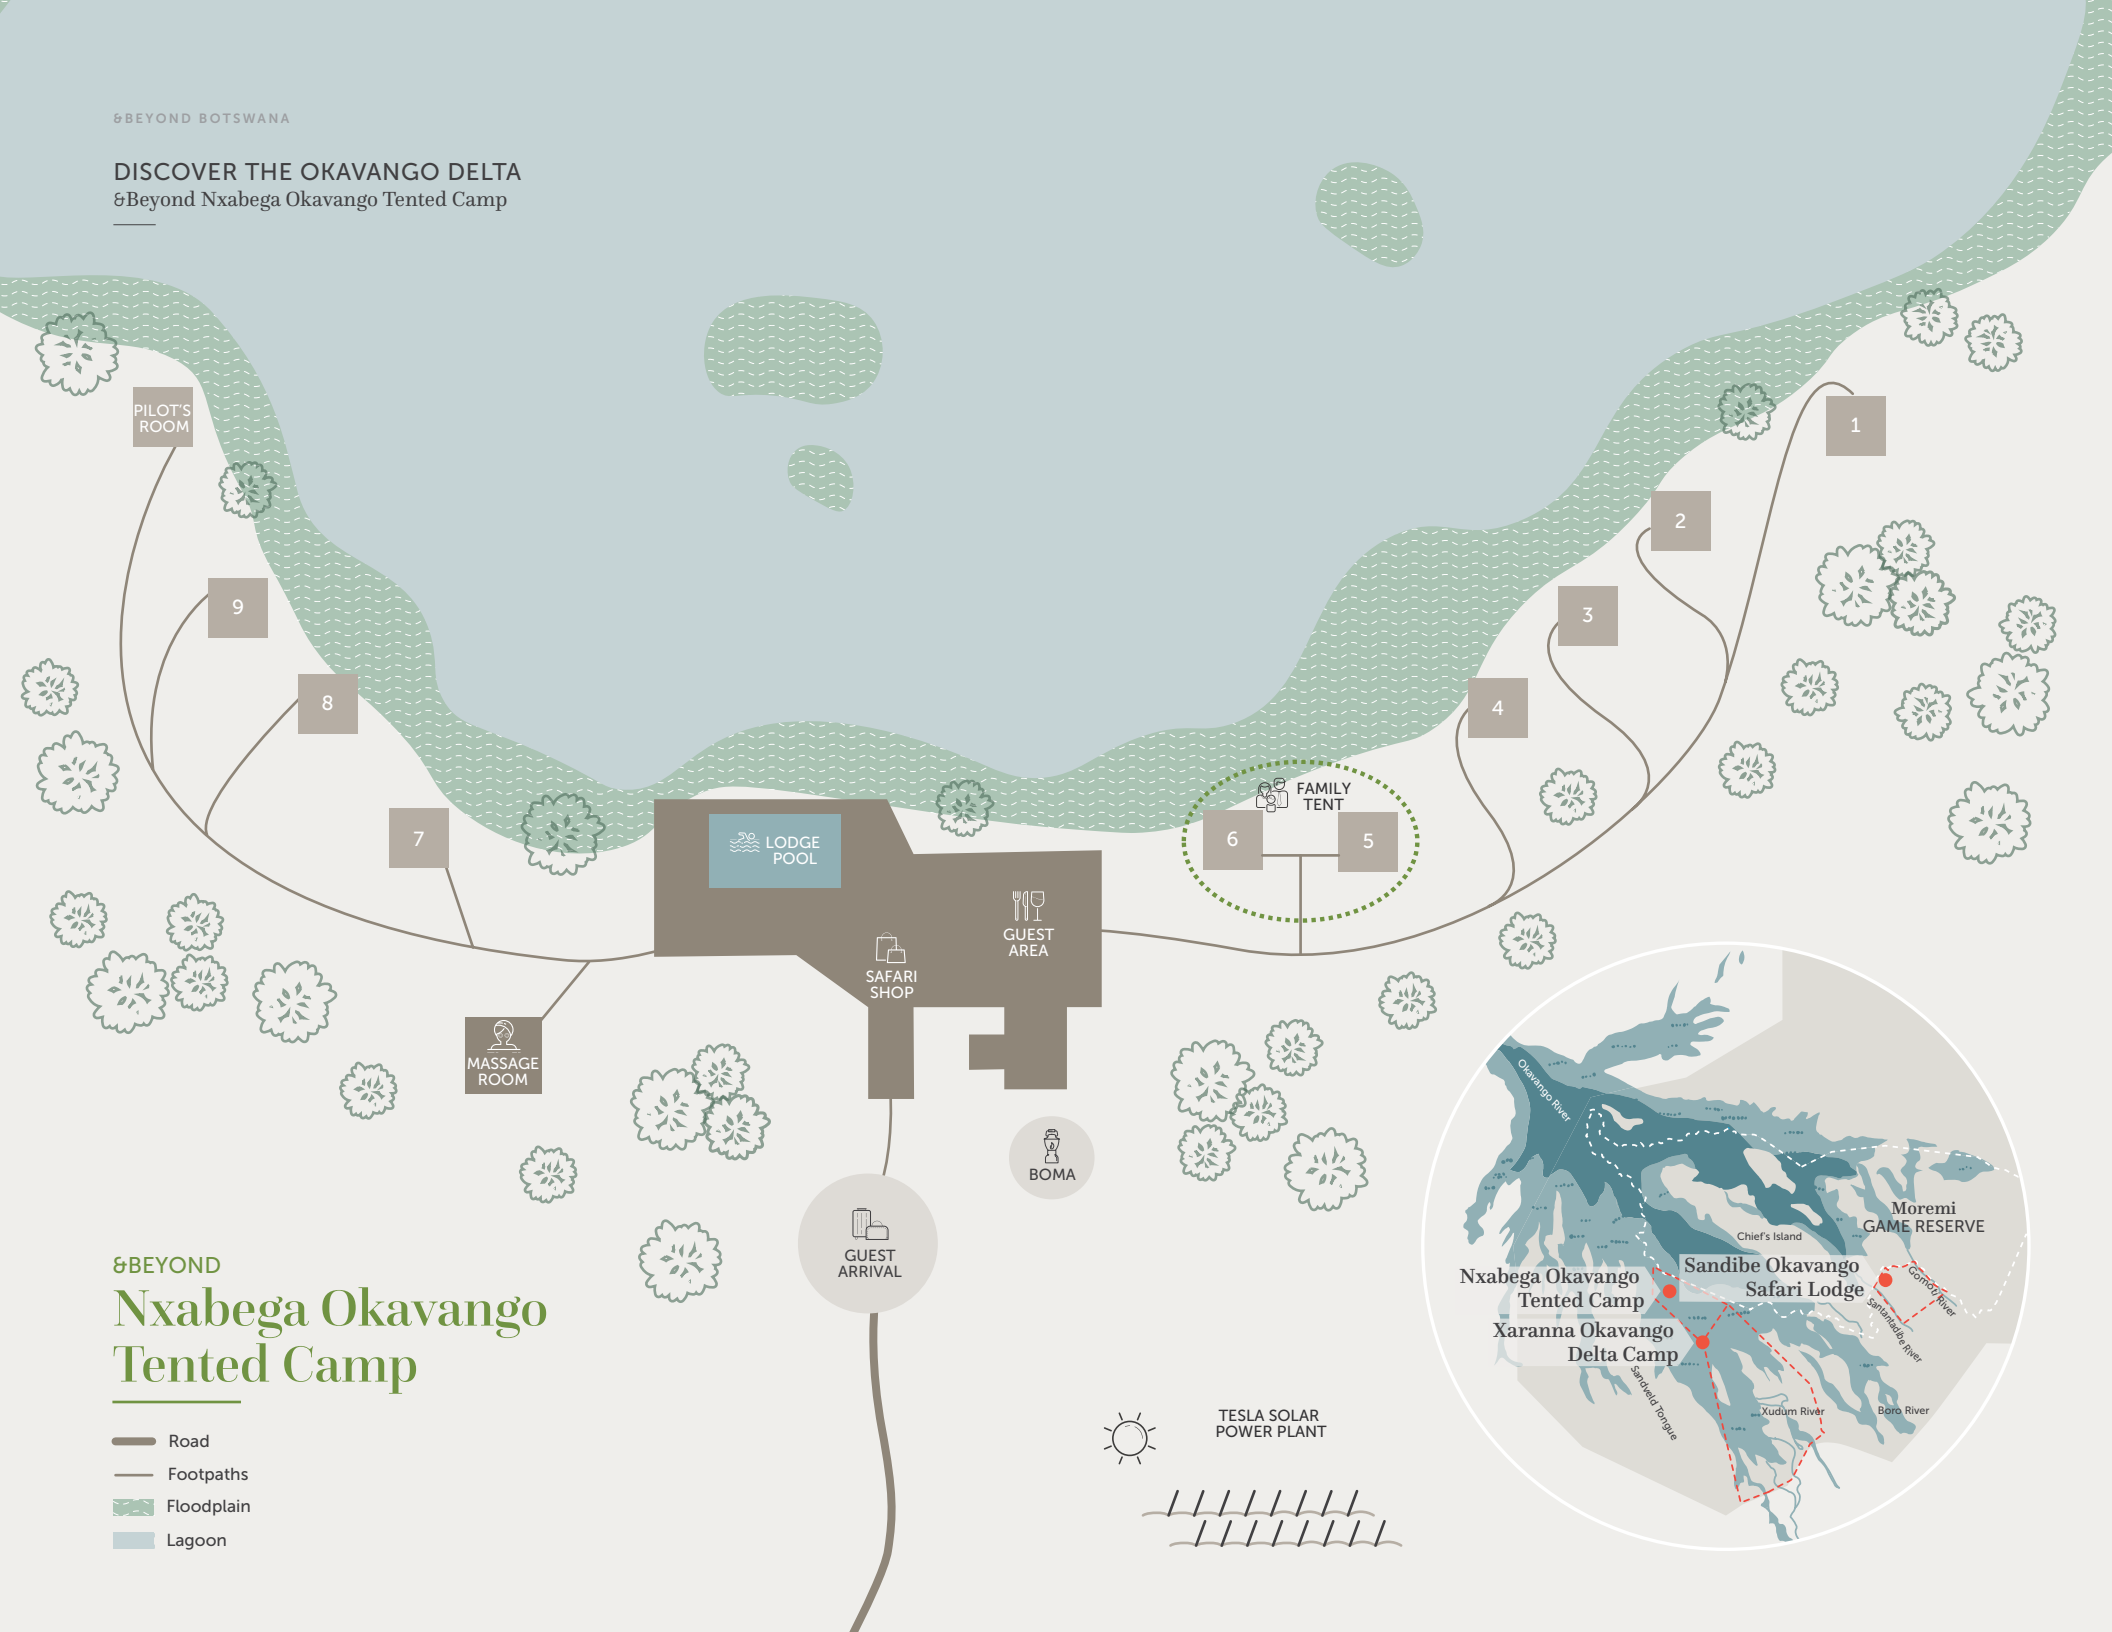 &BEYOND BOTSWANA
DISCOVER THE OKAVANGO DELTA
&Beyond Nxabega Okavango Tented Camp
PILOT'S
ROOM
1
2
3
4
9
8
7
FAMILY
TENT
6
5
LODGE
POOL
GUEST
AREA
SAFARI
SHOP
MASSAGE
ROOM
BOMA
GUEST
ARRIVAL
TESLA SOLAR
POWER PLANT
&BEYOND
Nxabega Okavango
Tented Camp
Road
Footpaths
Floodplain
Lagoon
Okavango River
Moremi
GAME RESERVE
Chief's Island
Sandibe Okavango
Safari Lodge
Nxabega Okavango
Tented Camp
Xaranna Okavango
Delta Camp
Gomoti River
Santantadibe River
Sandveld Tongue
Xudum River
Boro River